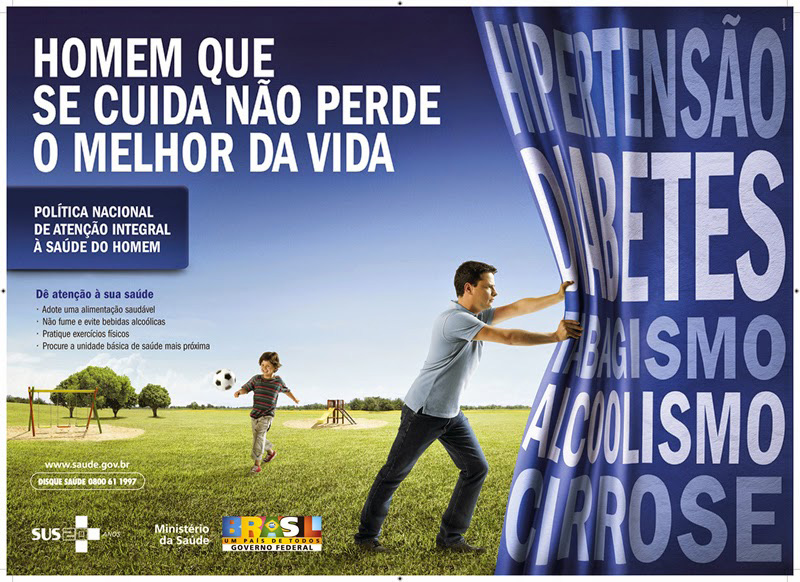 HOMEM QUE
SE CUIDA NÃO PERDE
O MELHOR DA VIDA
POLÍTICA NACIONAL
DE ATENÇÃO INTEGRAL
À SAÚDE DO HOMEM
Dê atenção à sua saúde
· Adote uma alimentação saudável
· Não fume e evite bebidas alcoólicas
· Pratique exercícios físicos
· Procure a unidade básica de saúde mais próxima
HIPERTENSÃO
DIABETES
TABAGISMO
ALCOOLISMO
CIRROSE
www.saude.gov.br
DISQUE SAÚDE 0800 61 1997
SUS 20 ANOS
Ministério
da Saúde
BRASIL
UM PAÍS DE TODOS
GOVERNO FEDERAL